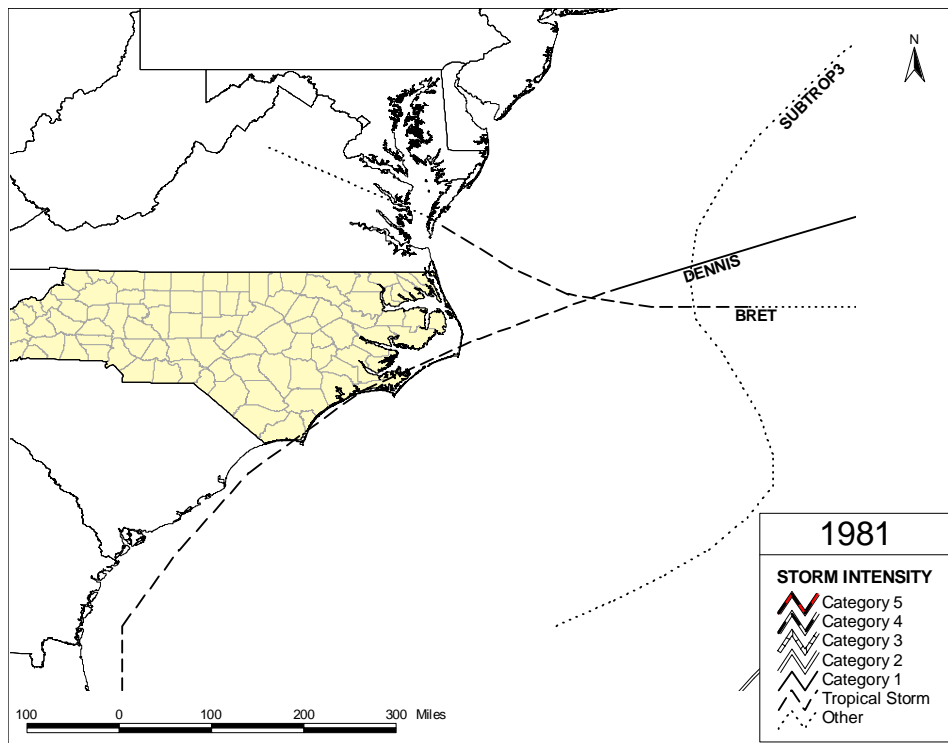 N
SUBTROP3
DENNIS
BRET
1981
STORM INTENSITY
Category 5
Category 4
Category 3
Category 2
Category 1
Tropical Storm
Other
100 0 100 200 300 Miles